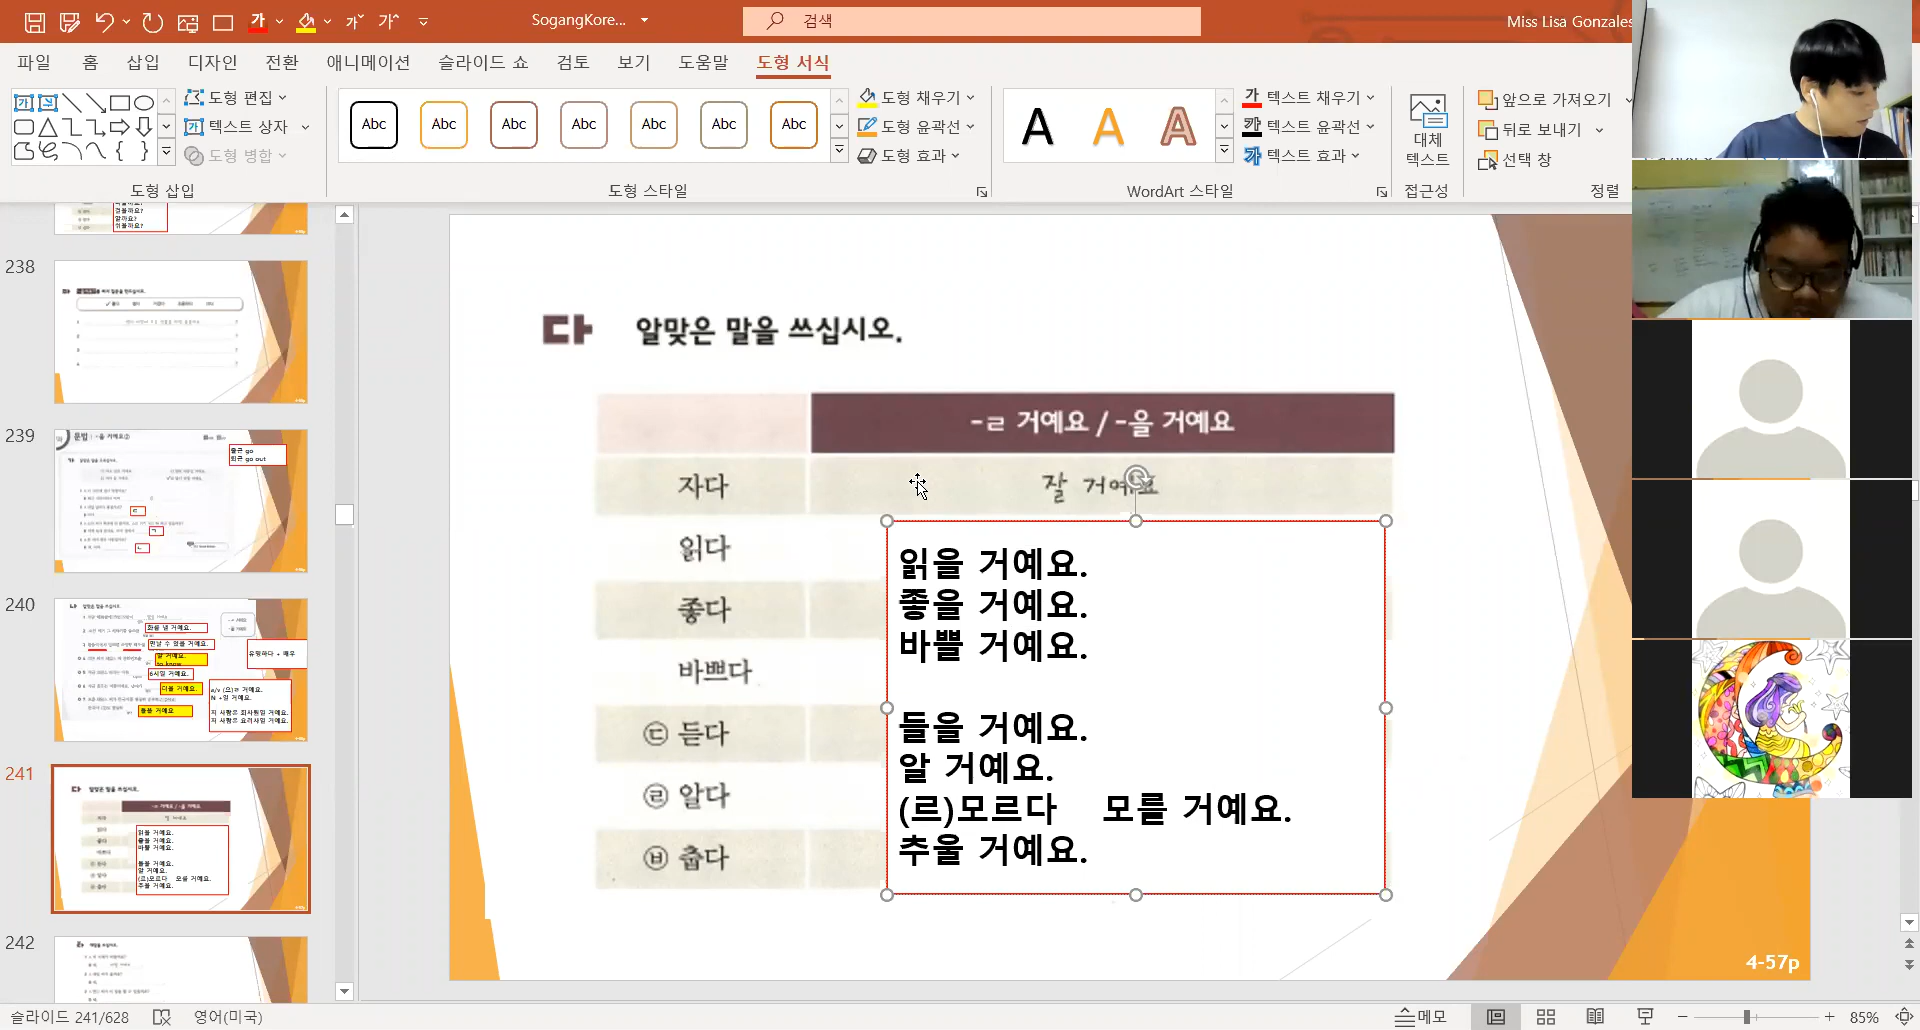 SogangKore...
검색
Miss Lisa Gonzales
파일 홈 삽입 디자인 전환 애니메이션 슬라이드 쇼 검토 보기 도움말 도형 서식
도형 편집
텍스트 상자
도형 병합
도형 삽입
Abc Abc Abc Abc Abc Abc Abc
도형 채우기
도형 윤곽선
도형 효과
도형 스타일
A A A
텍스트 채우기
텍스트 윤곽선
텍스트 효과
WordArt 스타일
대체
텍스트
접근성
앞으로 가져오기
뒤로 보내기
선택 창
정렬
238
239
240
241
242
다 알맞은 말을 쓰십시오.
-ㄹ 거예요 / -을 거예요
자다 잘 거예요
읽다
좋다
바쁘다
㉢ 듣다
㉣ 알다
㉥ 춥다
읽을 거예요.
좋을 거예요.
바쁠 거예요.
들을 거예요.
알 거예요.
(르)모르다 모를 거예요.
추울 거예요.
4-57p
슬라이드 241/628
영어(미국)
메모
85%